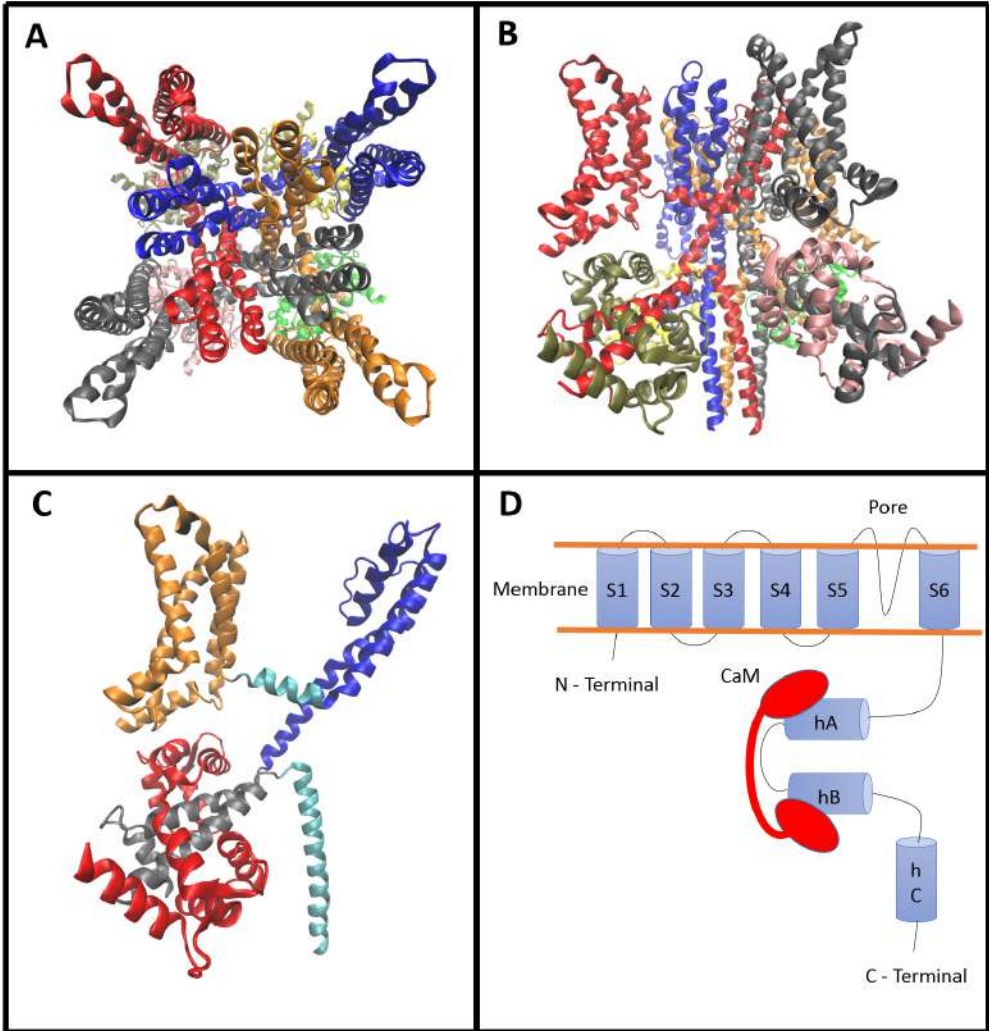 A
B
C
D
Pore
Membrane
S1
S2
S3
S4
S5
S6
N - Terminal
CaM
hA
hB
h
C
C - Terminal